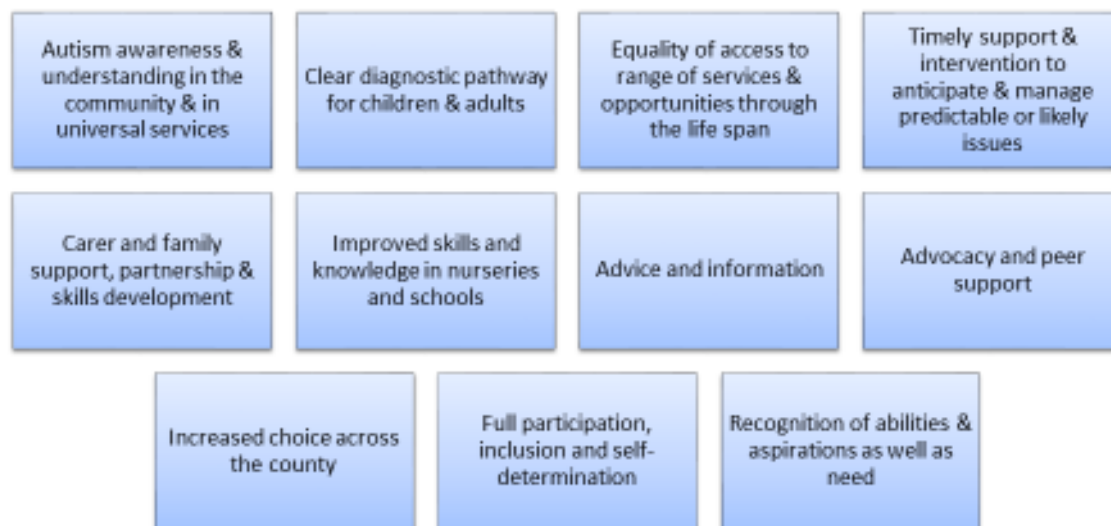 Autism awareness &
understanding in the
community & in
universal services
Clear diagnostic pathway
for children & adults
Equality of access to
range of services &
opportunities through
the life span
Timely support &
intervention to
anticipate & manage
predictable or likely
issues
Carer and family
support, partnership &
skills development
Improved skills and
knowledge in nurseries
and schools
Advice and information
Advocacy and peer
support
Increased choice across
the county
Full participation,
inclusion and self-
determination
Recognition of abilities &
aspirations as well as
need